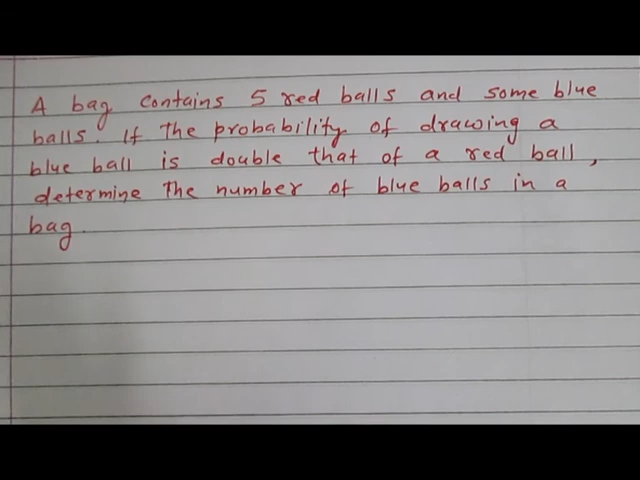 A bag contains 5 red balls and some blue
balls. If the probability of drawing a
blue ball is double that of a red ball,
determine the number of blue balls in a
bag.